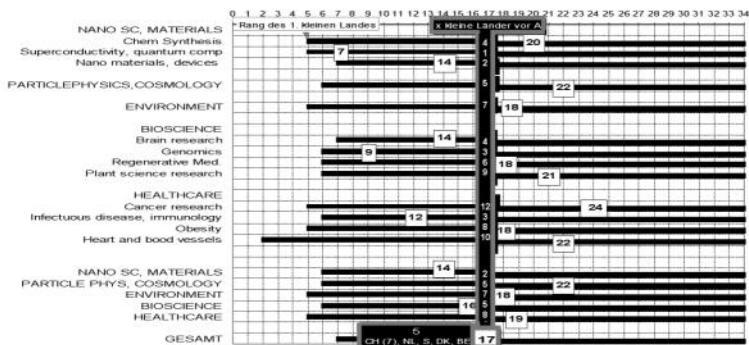 0 1 2 3 4 5 6 7 8 9 10 11 12 13 14 15 16 17 18 19 20 21 22 23 24 25 26 27 28 29 30 31 32 33 34
Rang des 1. kleinen Landes x kleine Länder vor A
NANO SC, MATERIALS
Chem Synthesis 4 20
Superconductivity, quantum comp 7 1
Nano materials, devices 14 2
PARTICLEPHYSICS,COSMOLOGY 5 22
ENVIRONMENT 7 18
BIOSCIENCE
Brain research 14 4
Genomics 9 3
Regenerative Med. 6 18
Plant science research 9 21
HEALTHCARE
Cancer research 12 24
Infectuous disease, immunology 12 3
Obesity 8 18
Heart and bood vessels 10 22
NANO SC, MATERIALS 14 2
PARTICLE PHYS, COSMOLOGY 5 22
ENVIRONMENT 7 18
BIOSCIENCE 16 5
HEALTHCARE 8 19
5
GESAMT CH (7), NL, S, DK, BE 17